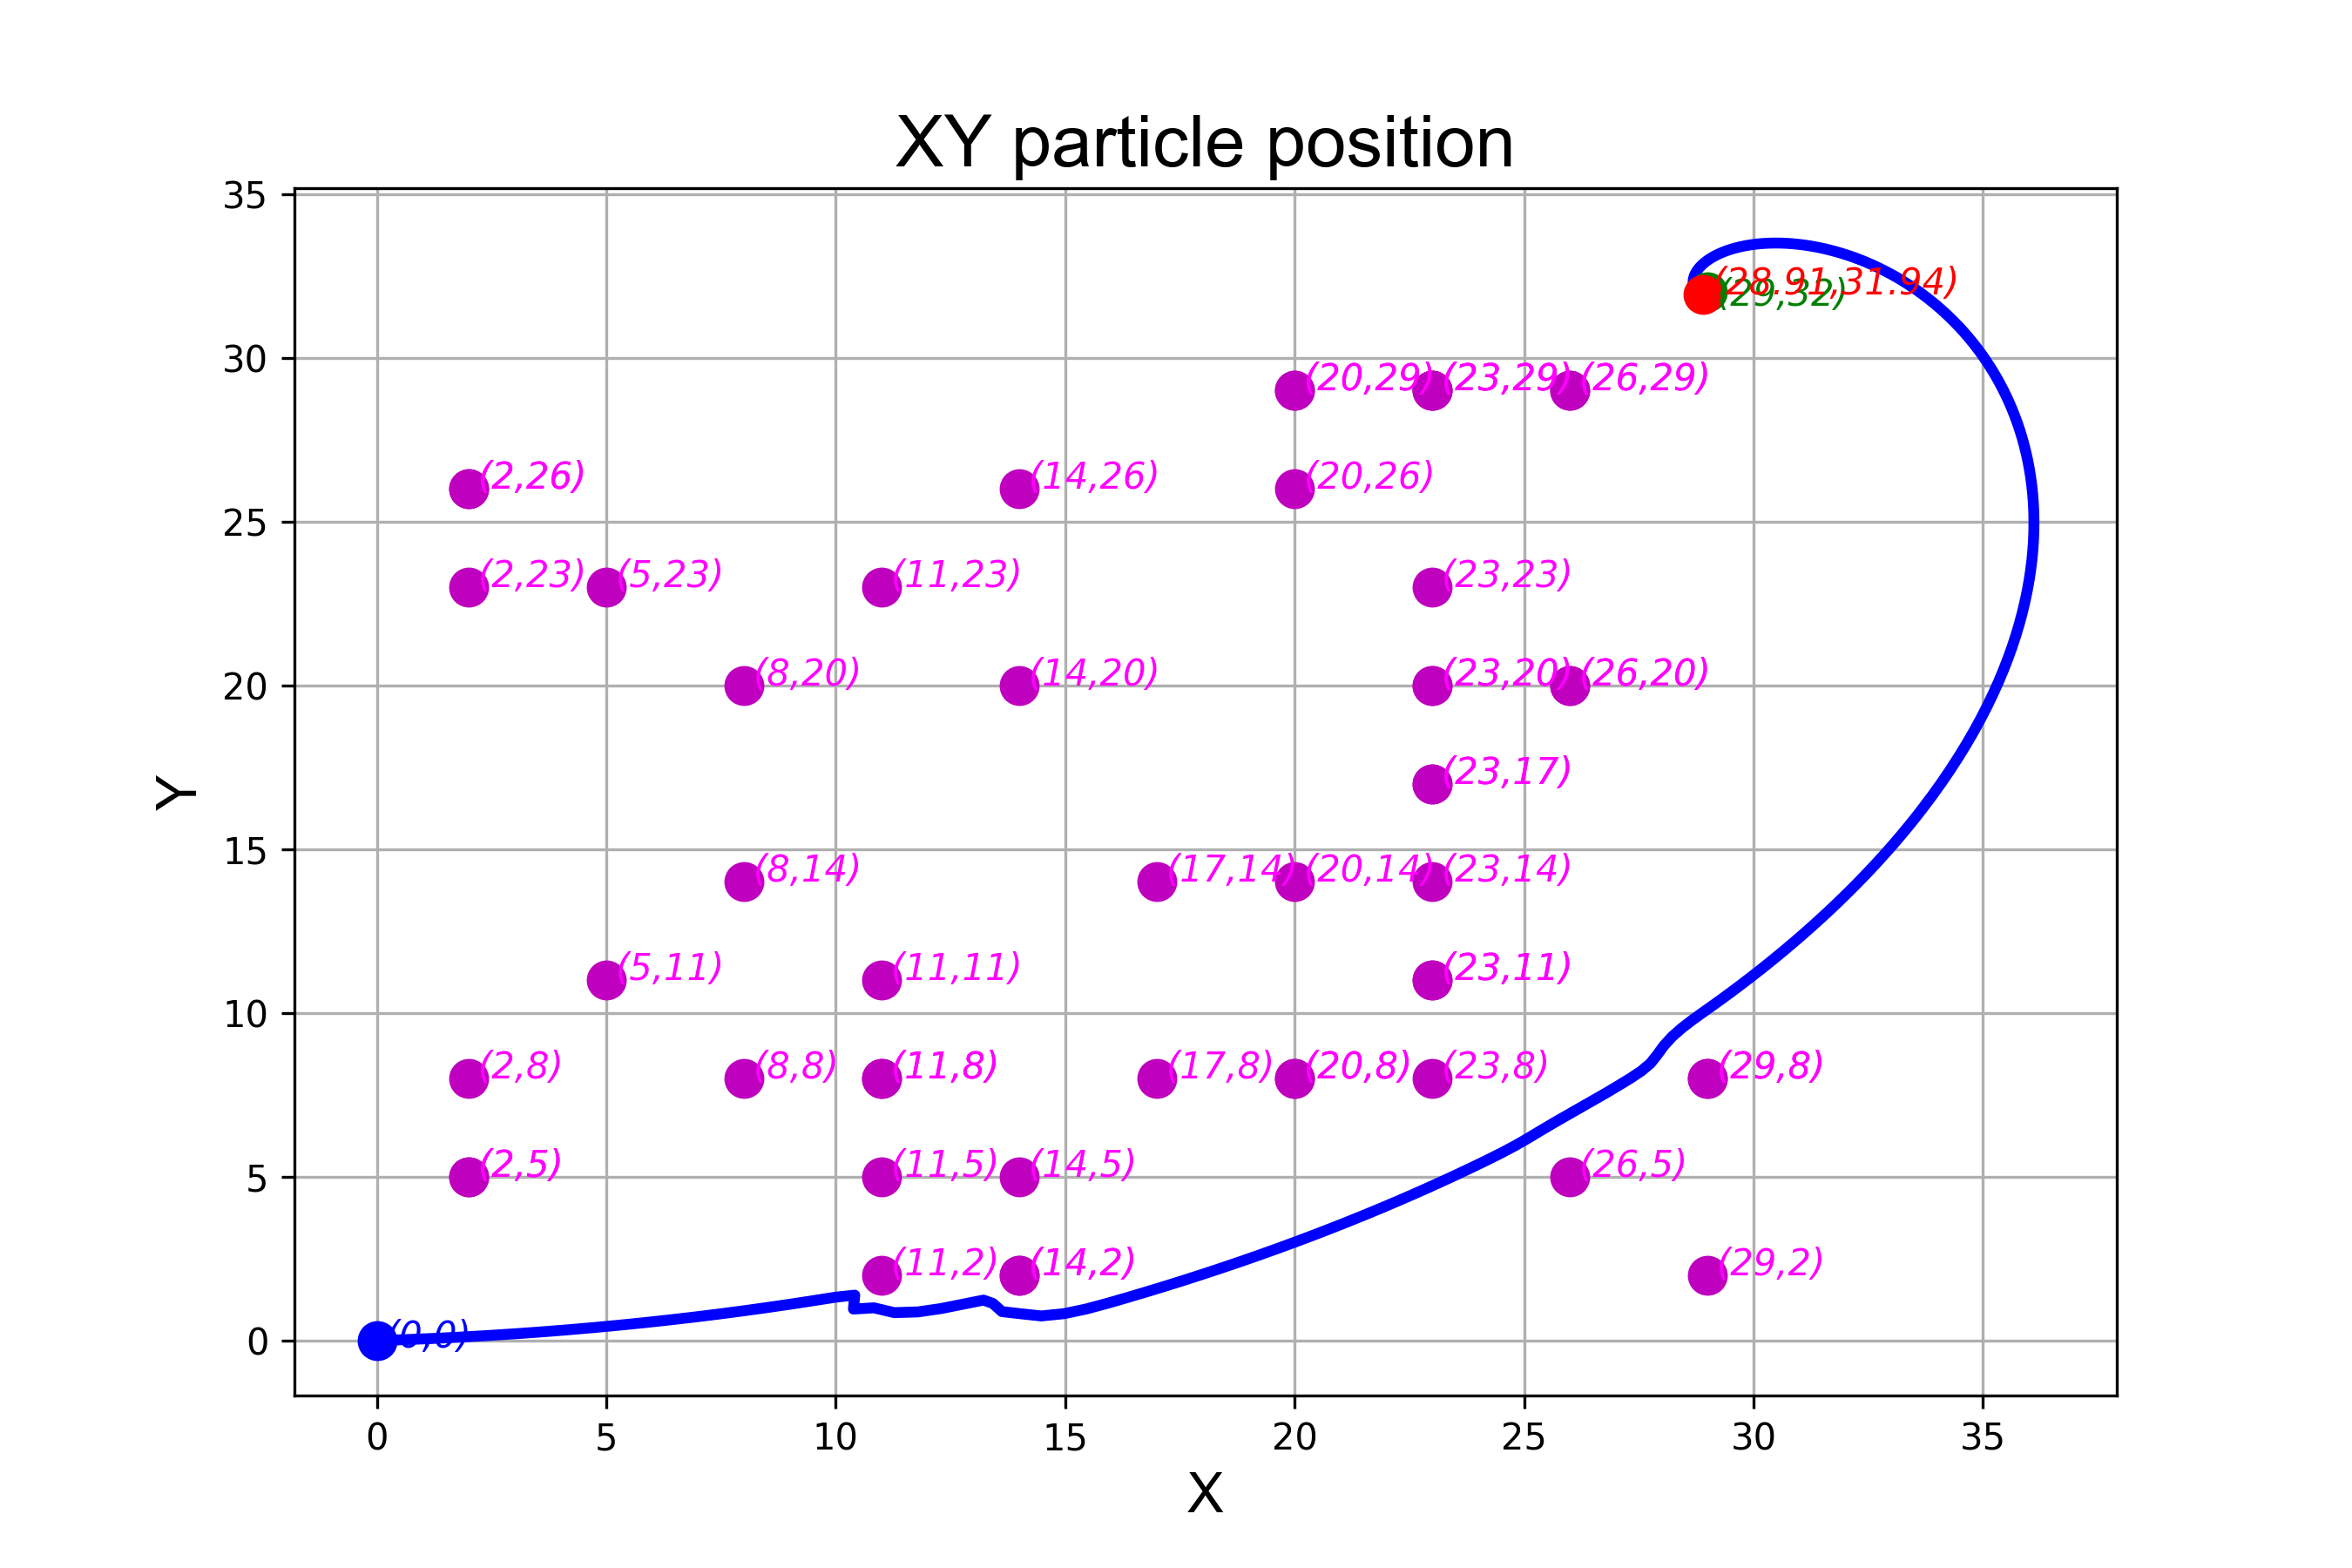 XY particle position
35
(28.91,31.94)
(29,32)
30
(20,29) (23,29) (26,29)
(2,26) (14,26) (20,26)
25
(2,23) (5,23) (11,23) (23,23)
20 (8,20) (14,20) (23,20) (26,20)
(23,17)
Y
15
(8,14) (17,14) (20,14) (23,14)
(5,11) (11,11) (23,11)
10
(2,8) (8,8) (11,8) (17,8) (20,8) (23,8) (29,8)
5 (2,5) (11,5) (14,5) (26,5)
(11,2) (14,2) (29,2)
0 (0,0)
0 5 10 15 20 25 30 35
X